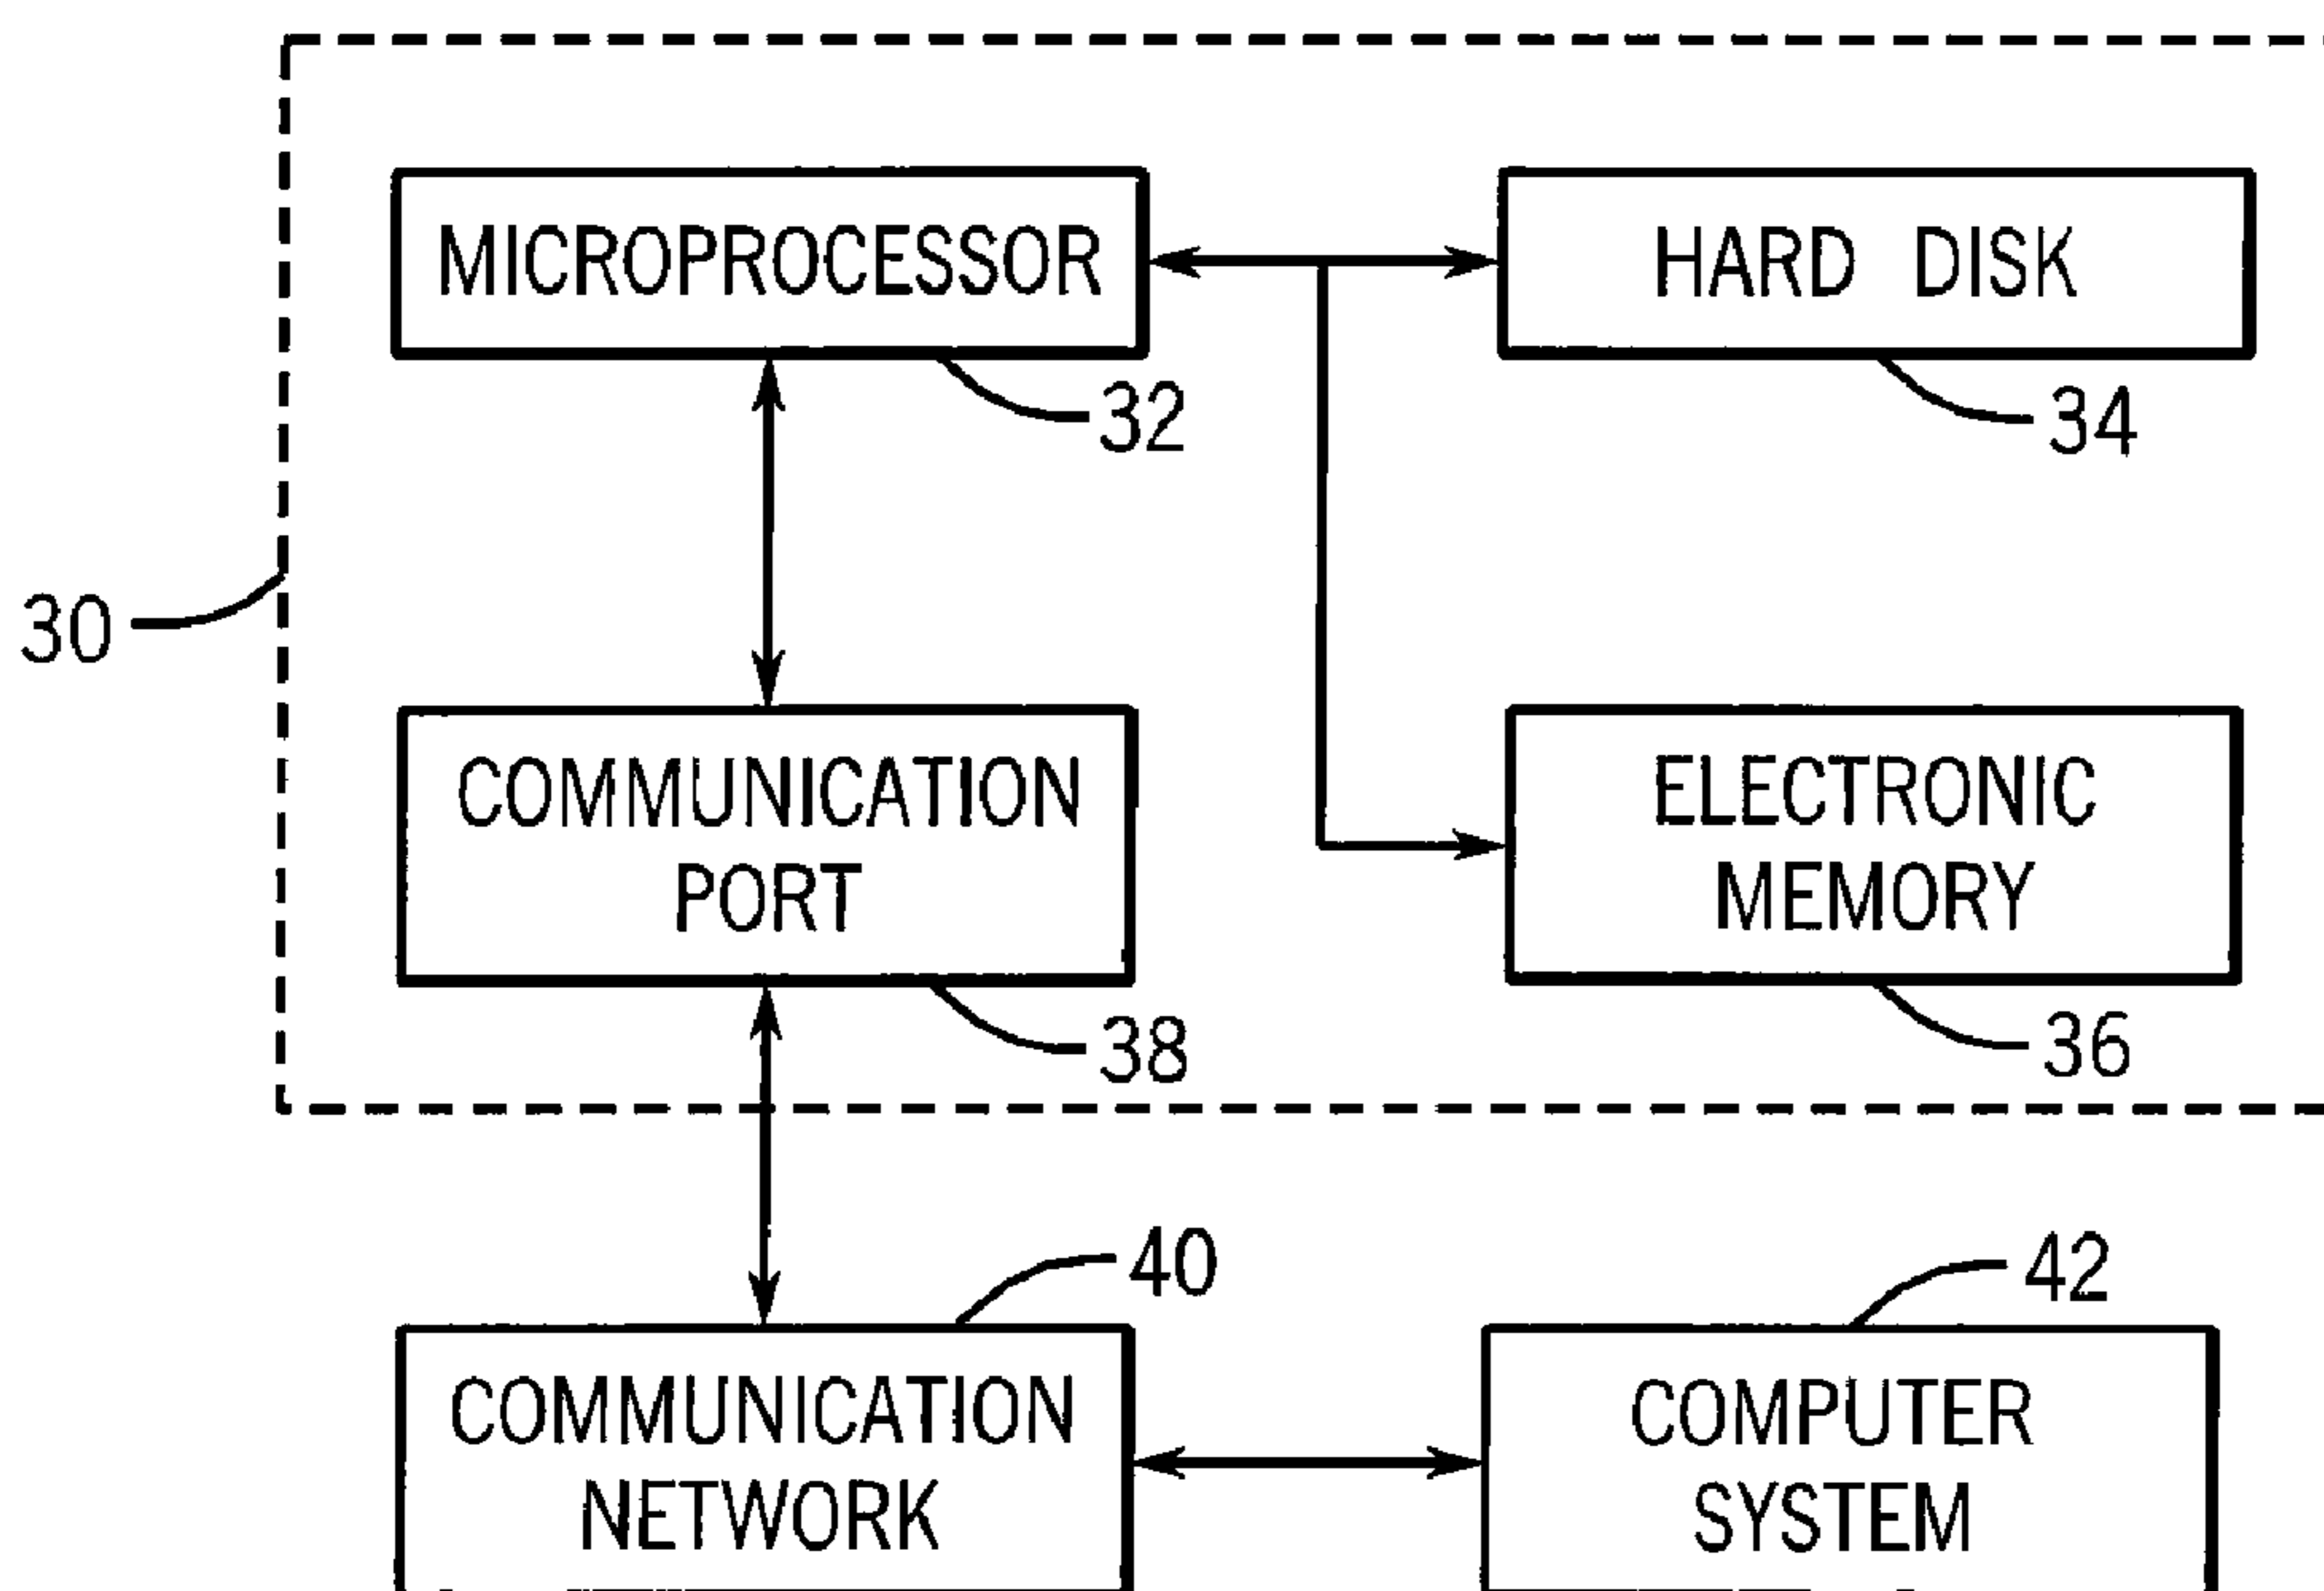 MICROPROCESSOR
HARD DISK
32
34
30
COMMUNICATION
PORT
ELECTRONIC
MEMORY
38
36
40
42
COMMUNICATION
NETWORK
COMPUTER
SYSTEM